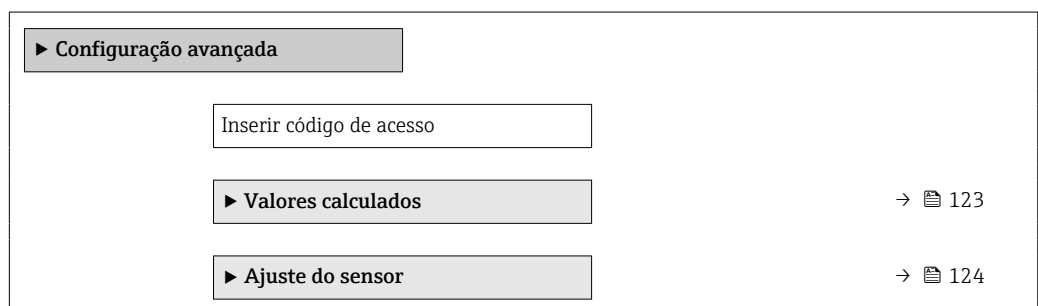 ▶ Configuração avançada
Inserir código de acesso
▶ Valores calculados → 123
▶ Ajuste do sensor → 124